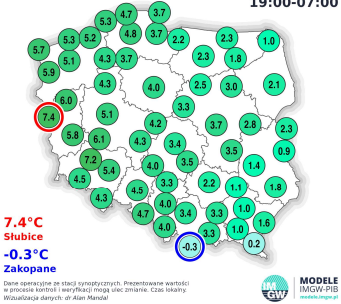 19:00-07:00
4.7 3.7
5.3
5.3 5.2 4.8 3.7 2.2 2.3 1.0
5.7
5.1 4.3 3.7 2.3 1.8
5.9
4.3 4.0 2.5 3.0 2.1
6.0 3.3
7.4 5.1
4.2 3.7 2.8 2.3
5.8 6.1 4.3 3.4
3.5 0.9
7.2 4.0 3.5 1.4
5.4
4.5 4.5 3.3 2.2 1.1 1.8
4.3 4.0
4.7 3.4 3.3 1.0
4.0 1.6
3.3 1.0
-0.3 0.2
7.4°C
Słubice
-0.3°C
Zakopane
Dane operacyjne ze stacji synoptycznych. Prezentowane wartości
w procesie kontroli i weryfikacji mogą ulec zmianie. Czas lokalny.
Wizualizacja danych: dr Alan Mandal
IM
GW
MODELE
IMGW-PIB
modele.imgw.pl